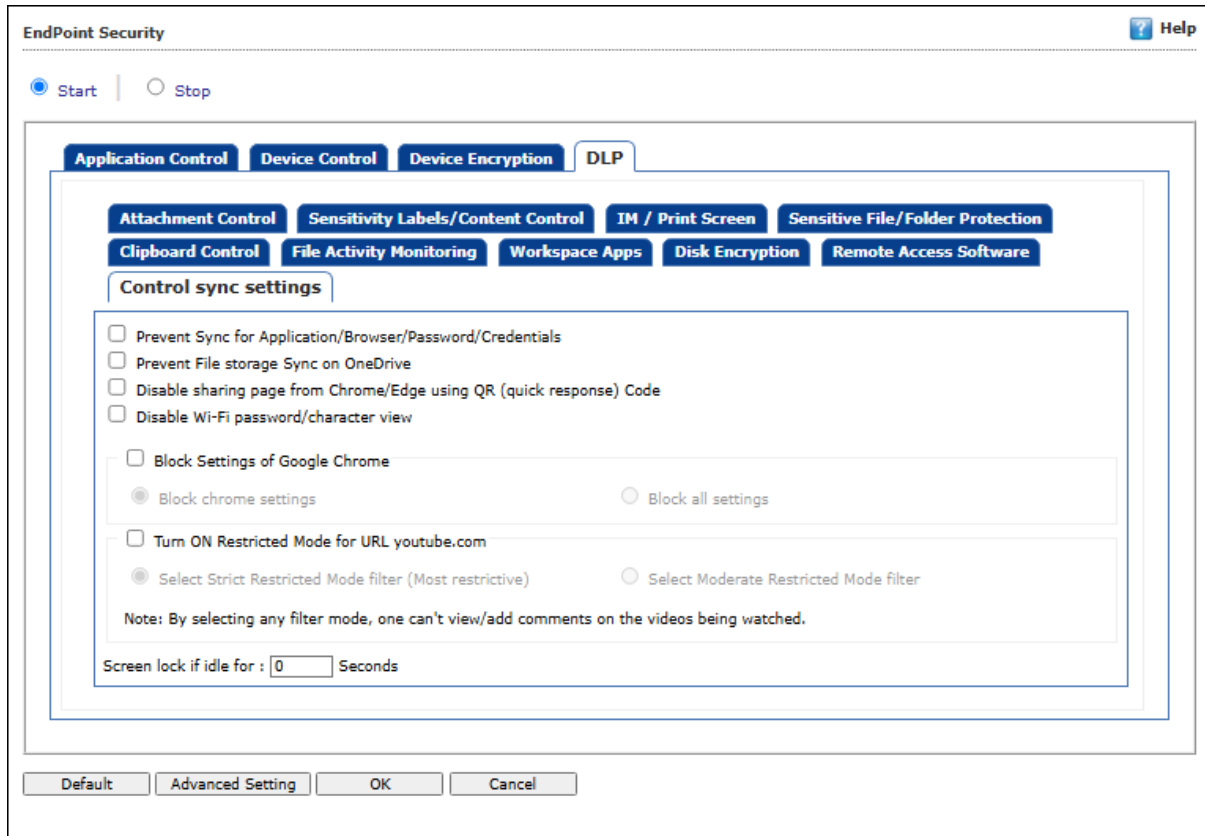 EndPoint Security
? Help
Start | Stop
Application Control Device Control Device Encryption DLP
Attachment Control Sensitivity Labels/Content Control IM / Print Screen Sensitive File/Folder Protection
Clipboard Control File Activity Monitoring Workspace Apps Disk Encryption Remote Access Software
Control sync settings
Prevent Sync for Application/Browser/Password/Credentials
Prevent File storage Sync on OneDrive
Disable sharing page from Chrome/Edge using QR (quick response) Code
Disable Wi-Fi password/character view
Block Settings of Google Chrome
Block chrome settings Block all settings
Turn ON Restricted Mode for URL youtube.com
Select Strict Restricted Mode filter (Most restrictive) Select Moderate Restricted Mode filter
Note: By selecting any filter mode, one can't view/add comments on the videos being watched.
Screen lock if idle for : 0 Seconds
Default Advanced Setting OK Cancel